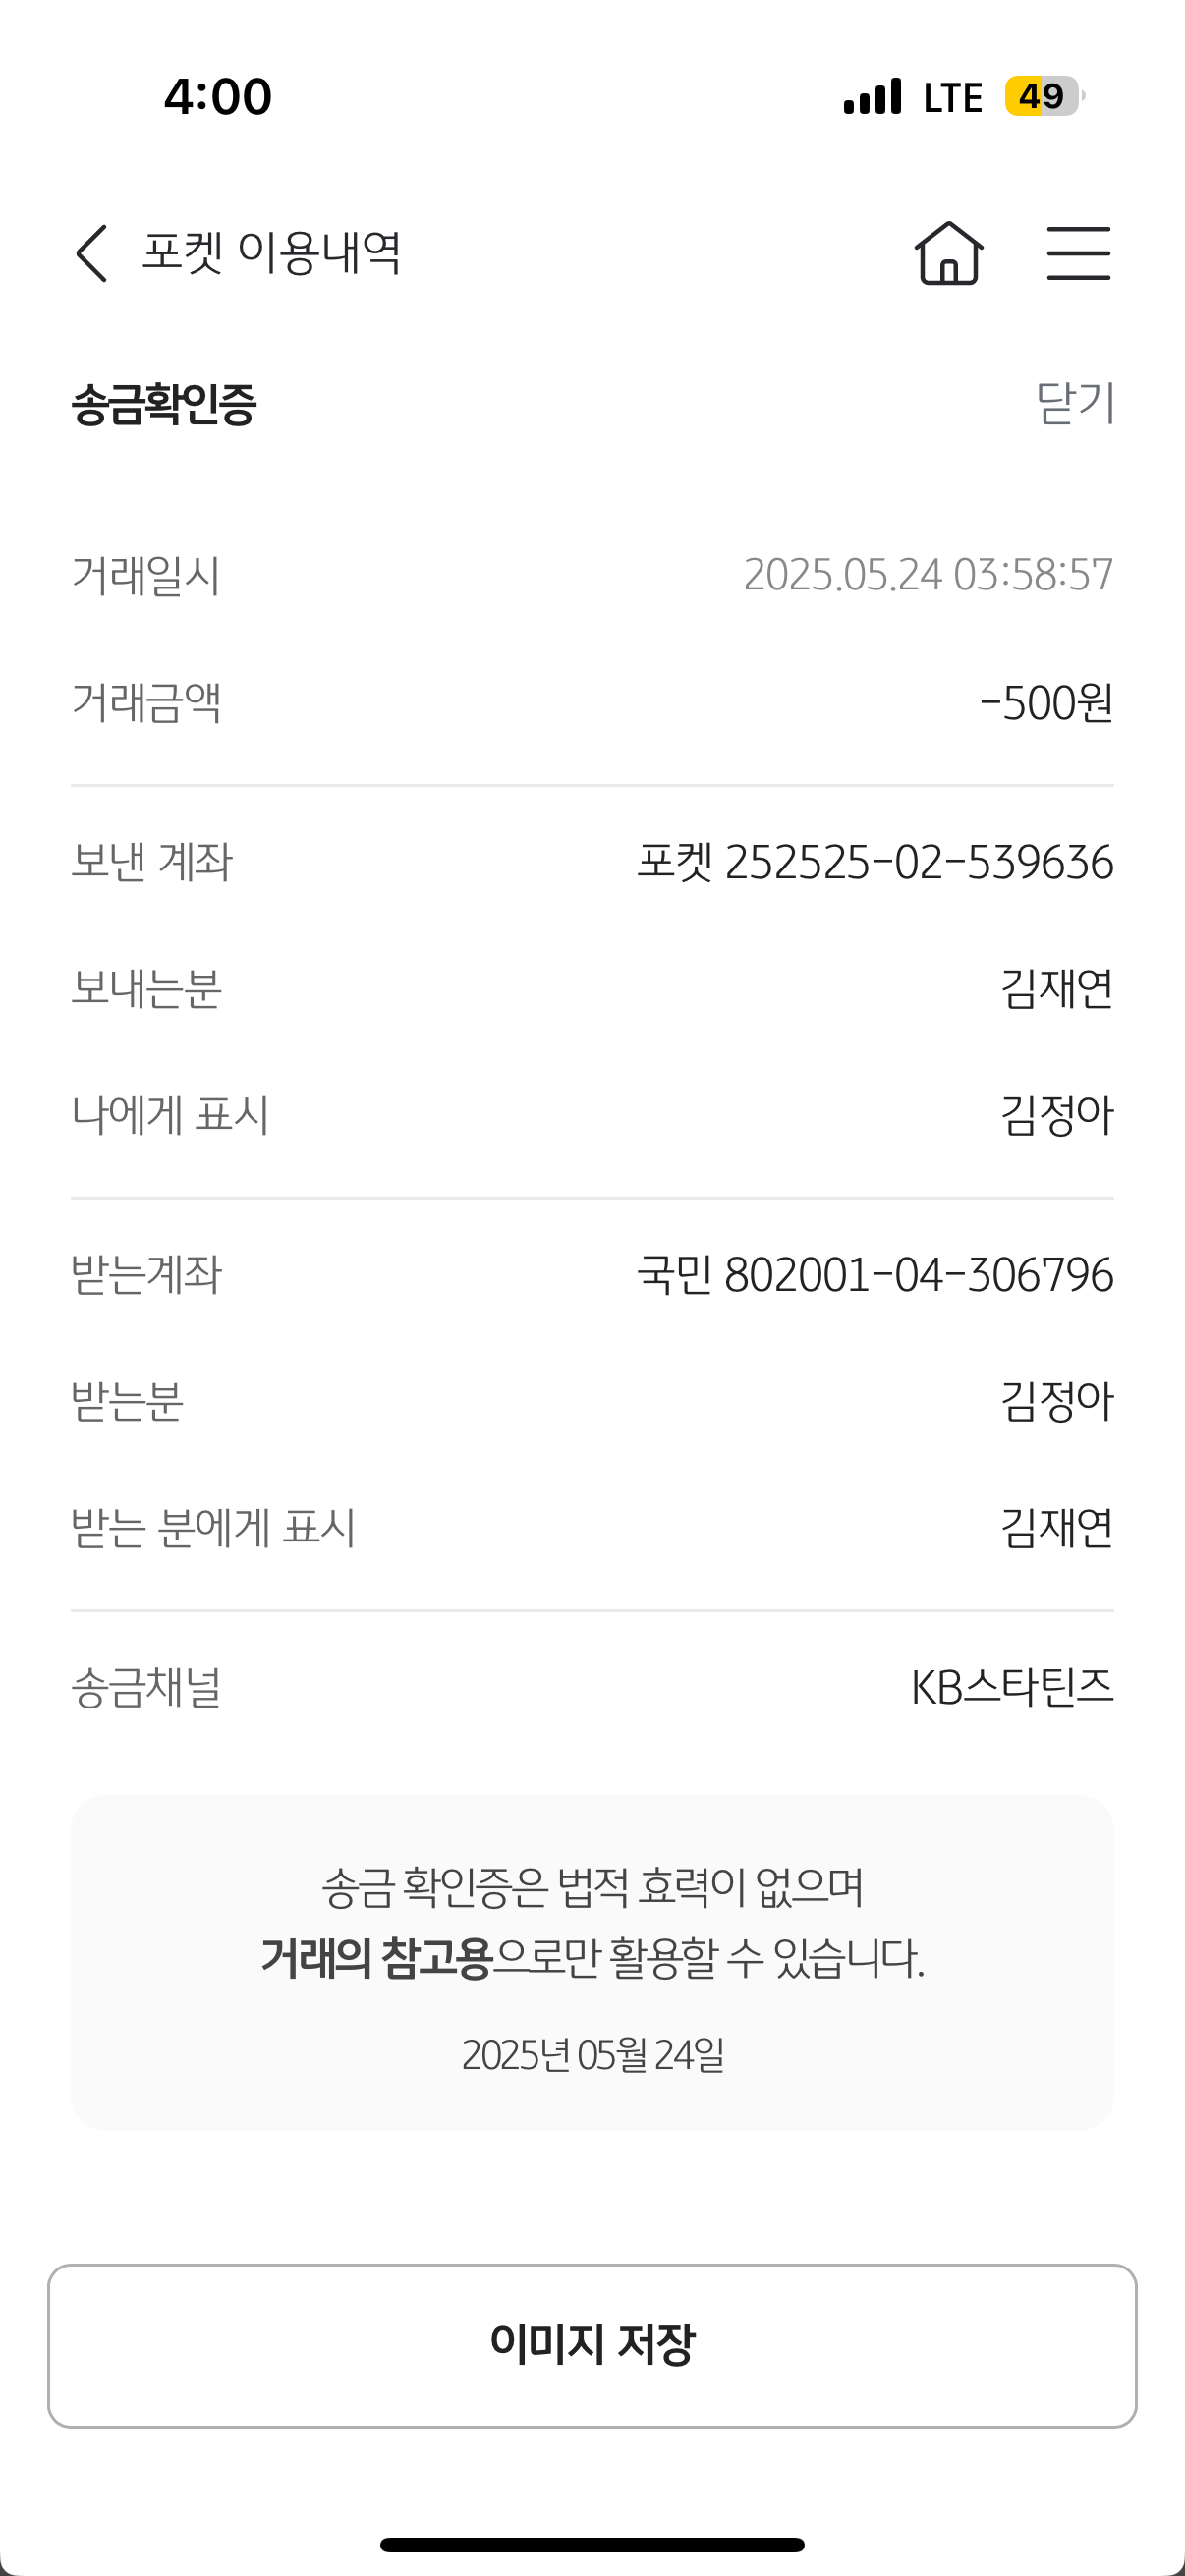 4:00 LTE 49
포켓 이용내역
송금확인증 닫기
거래일시 2025.05.24 03:58:57
거래금액 -500원
보낸 계좌 포켓 252525-02-539636
보내는분 김재연
나에게 표시 김정아
받는계좌 국민 802001-04-306796
받는분 김정아
받는 분에게 표시 김재연
송금채널 KB스타틴즈
송금 확인증은 법적 효력이 없으며
거래의 참고용으로만 활용할 수 있습니다.
2025년 05월 24일
이미지 저장